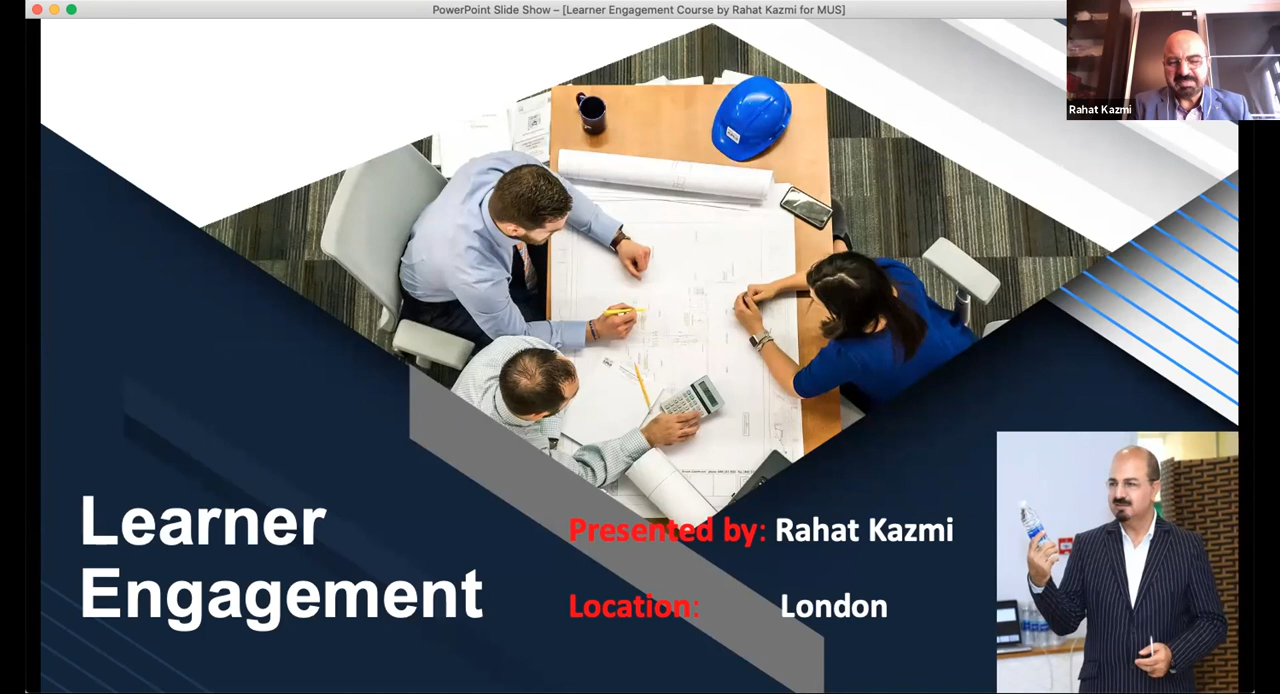 PowerPoint Slide Show – [Learner Engagement Course by Rahat Kazmi for MUS]
Rahat Kazmi
Learner
Engagement
Presented by: Rahat Kazmi
Location: London